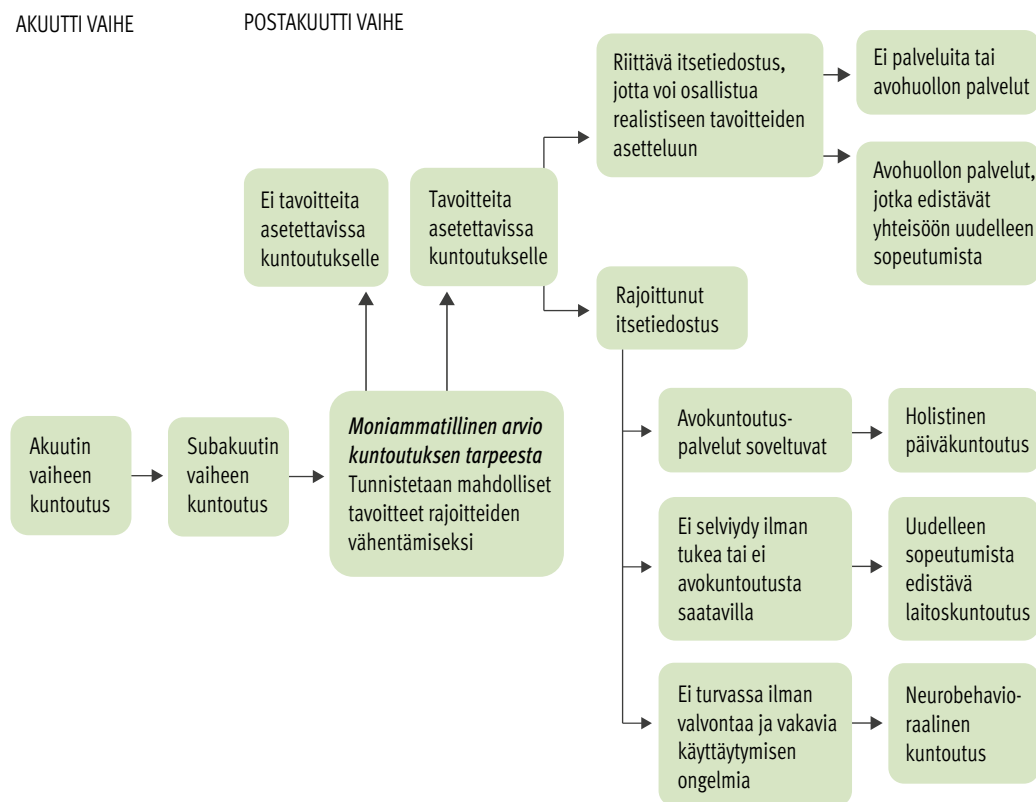 AKUUTTI VAIHE
POSTAKUUTTI VAIHE
Riittävä itsetiedostus,
jotta voi osallistua
realistiseen tavoitteiden
asetteluun
Ei palveluita tai
avohuollon palvelut
Avohuollon palvelut,
jotka edistävät
yhteisöön uudelleen
sopeutumista
Ei tavoitteita
asetettavissa
kuntoutukselle
Tavoitteita
asetettavissa
kuntoutukselle
Rajoittunut
itsetiedostus
Akuutin
vaiheen
kuntoutus
Subakuutin
vaiheen
kuntoutus
Moniammatillinen arvio
kuntoutuksen tarpeesta
Tunnistetaan mahdolliset
tavoitteet rajoitteiden
vähentämiseksi
Avokuntoutus-
palvelut soveltuvat
Holistinen
päiväkuntoutus
Ei selviydy ilman
tukea tai ei
avokuntoutusta
saatavilla
Uudelleen
sopeutumista
edistävä
laitoskuntoutus
Ei turvassa ilman
valvontaa ja vakavia
käyttäytymisen
ongelmia
Neurobehavio-
raalinen
kuntoutus